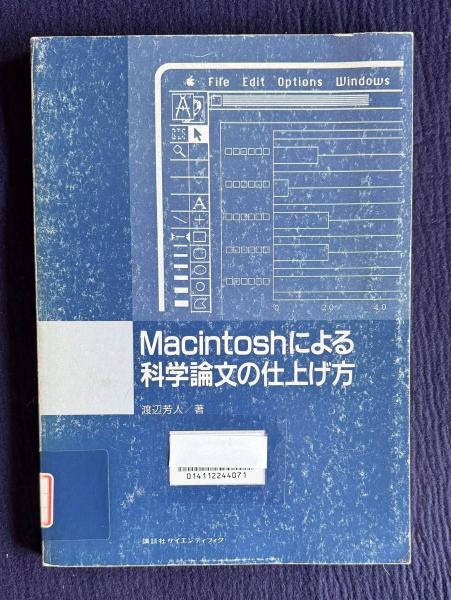 File Edit Options Windows
A
A
0 20 40
Macintoshによる
科学論文の仕上げ方
渡辺芳人／著
014112244071
講談社サイエンティフィク